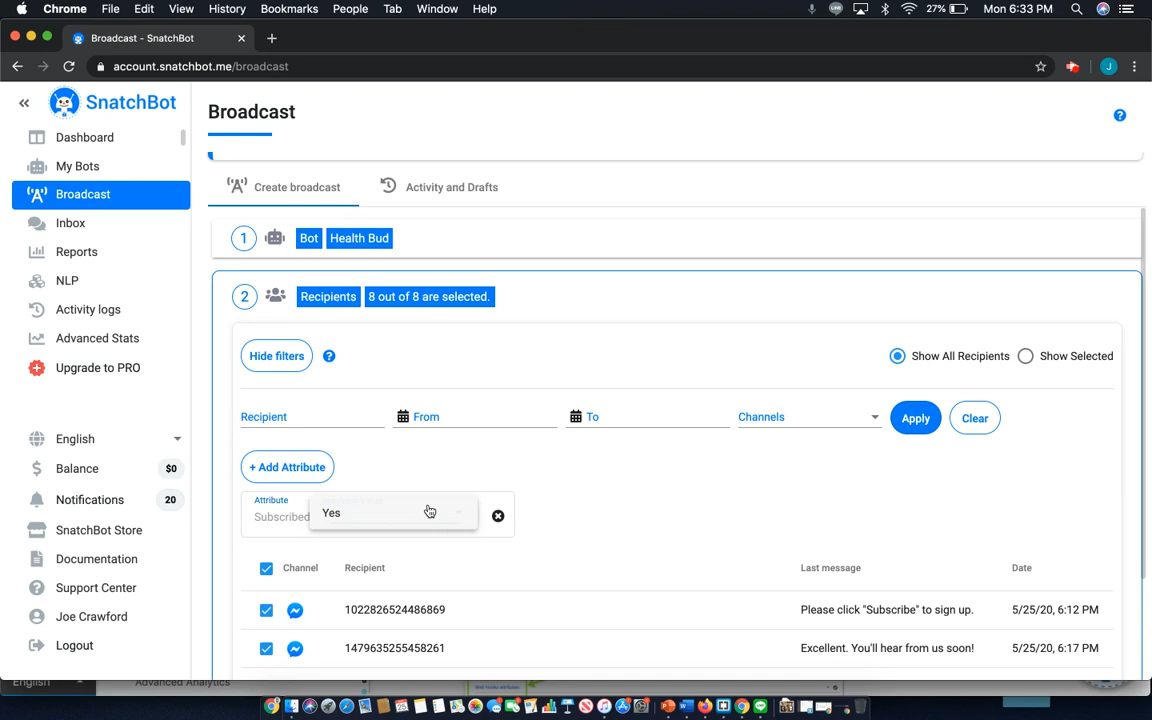 Chrome File Edit View History Bookmarks People Tab Window Help 27% Mon 6:33 PM
Broadcast - SnatchBot
account.snatchbot.me/broadcast J
SnatchBot
Dashboard
My Bots
Broadcast
Inbox
Reports
NLP
Activity logs
Advanced Stats
Upgrade to PRO
English
Balance $0
Notifications 20
SnatchBot Store
Documentation
Support Center
Joe Crawford
Logout
Broadcast
Create broadcast Activity and Drafts
1 Bot Health Bud
2 Recipients 8 out of 8 are selected.
Hide filters Show All Recipients Show Selected
Recipient From To Channels Apply Clear
+ Add Attribute
Attribute
Subscribed Yes
Channel Recipient Last message Date
1022826524486869 Please click "Subscribe" to sign up. 5/25/20, 6:12 PM
1479635255458261 Excellent. You'll hear from us soon! 5/25/20, 6:17 PM
English Advanced Analytics